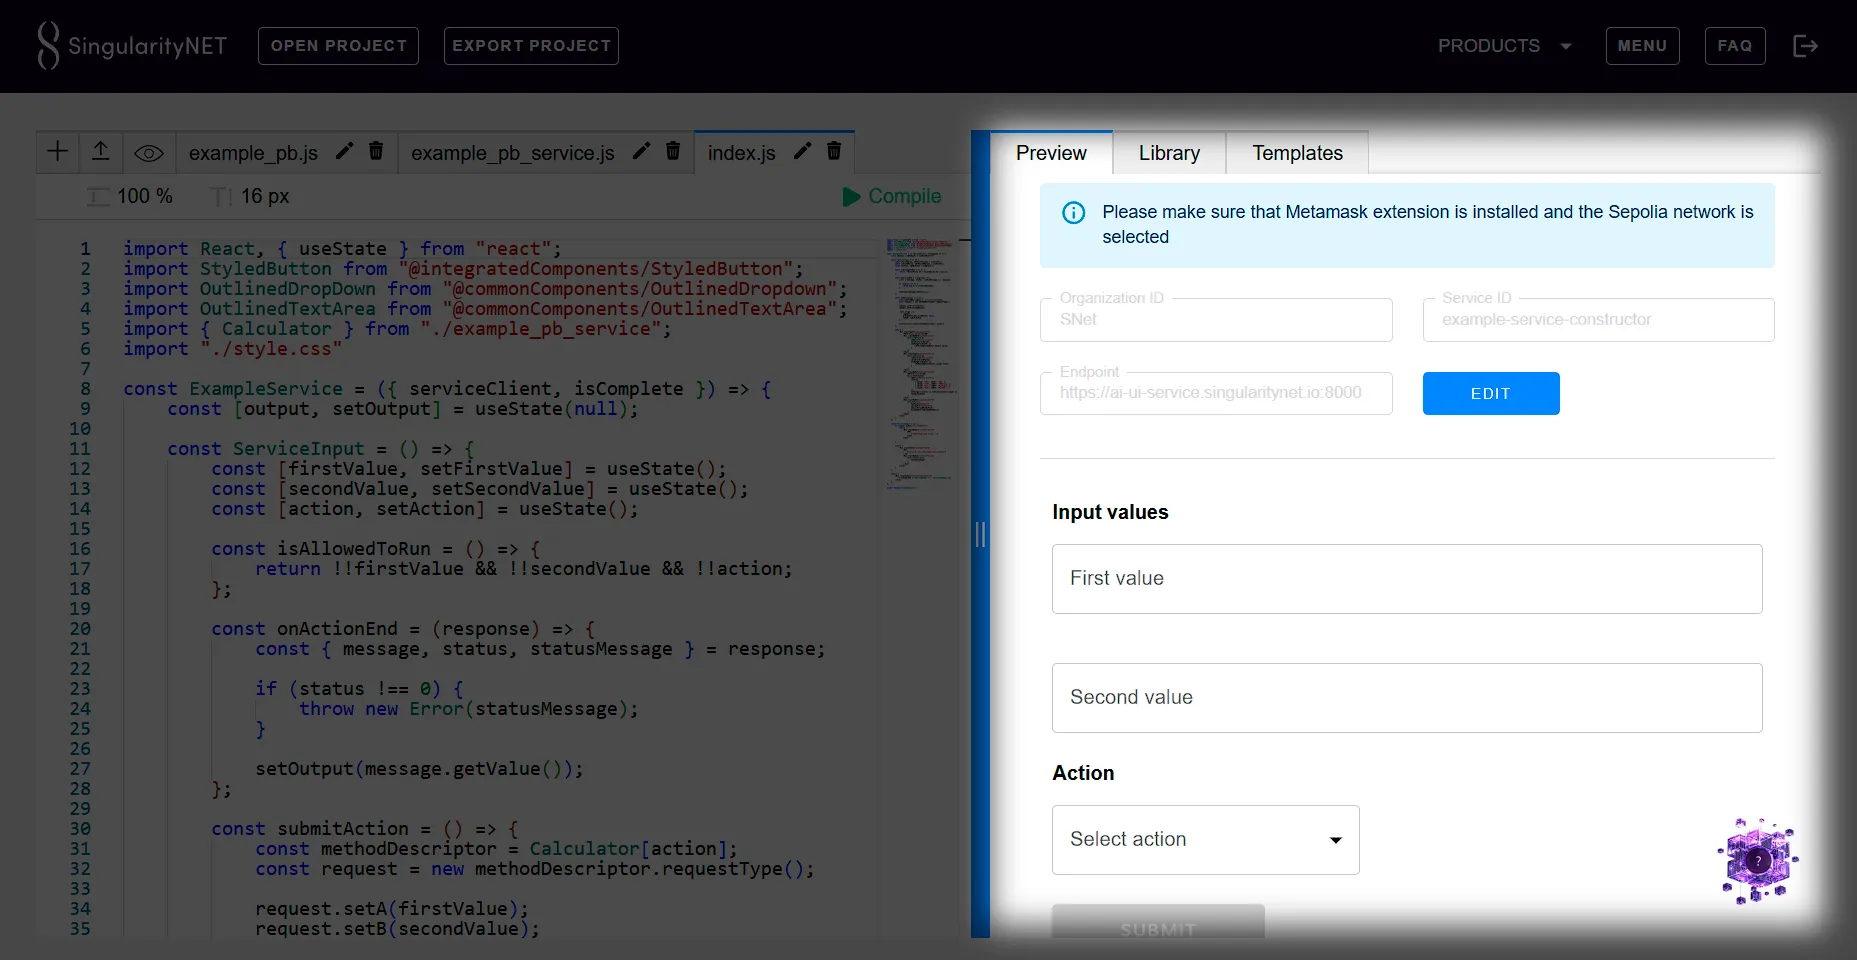 SingularityNET
OPEN PROJECT
EXPORT PROJECT
PRODUCTS
MENU
FAQ
example_pb.js
example_pb_service.js
index.js
100 %
16 px
Compile
1 import React, { useState } from "react";
2 import StyledButton from "@integratedComponents/StyledButton";
3 import OutlinedDropDown from "@commonComponents/OutlinedDropdown";
4 import OutlinedTextArea from "@commonComponents/OutlinedTextArea";
5 import { Calculator } from "./example_pb_service";
6 import "./style.css"
7
8 const ExampleService = ({ serviceClient, isComplete }) => {
9 const [output, setOutput] = useState(null);
10
11 const ServiceInput = () => {
12 const [firstValue, setFirstValue] = useState();
13 const [secondValue, setSecondValue] = useState();
14 const [action, setAction] = useState();
15
16 const isAllowedToRun = () => {
17 return !!firstValue && !!secondValue && !!action;
18 };
19
20 const onActionEnd = (response) => {
21 const { message, status, statusMessage } = response;
22
23 if (status !== 0) {
24 throw new Error(statusMessage);
25 }
26
27 setOutput(message.getValue());
28 };
29
30 const submitAction = () => {
31 const methodDescriptor = Calculator[action];
32 const request = new methodDescriptor.requestType();
33
34 request.setA(firstValue);
35 request.setB(secondValue);
Preview
Library
Templates
Please make sure that Metamask extension is installed and the Sepolia network is
selected
Organization ID
SNet
Service ID
example-service-constructor
Endpoint
https://ai-ui-service.singularitynet.io:8000
EDIT
Input values
First value
Second value
Action
Select action
?
SUBMIT